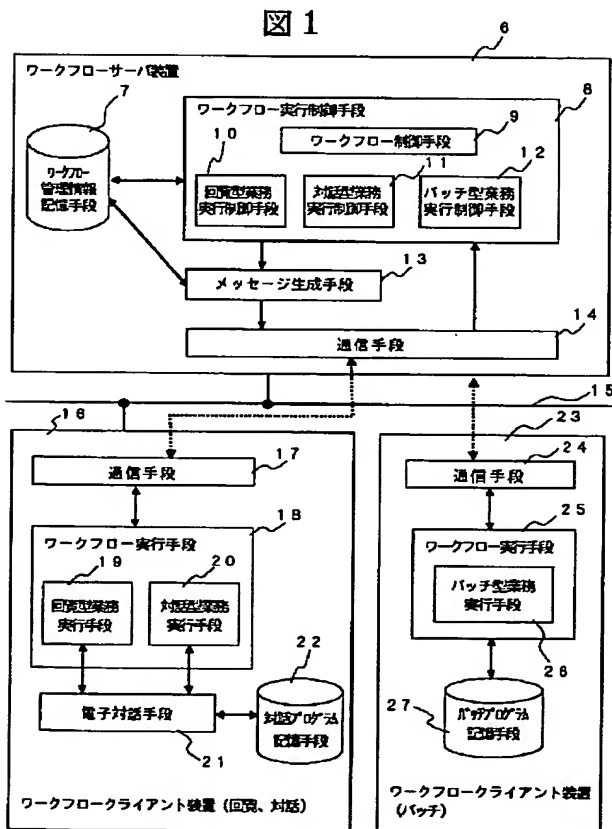 図1
6
ワークフローサーバ装置
7
8
ワークフロー実行制御手段
9
ワークフロー制御手段
10
11
12
ワークフロー
管理情報
記憶手段
回覧型業務
実行制御手段
対話型業務
実行制御手段
バッチ型業務
実行制御手段
13
メッセージ生成手段
14
通信手段
15
16
23
17
通信手段
24
通信手段
18
ワークフロー実行手段
25
ワークフロー実行手段
19
20
回覧型業務
実行手段
対話型業務
実行手段
バッチ型業務
実行手段
26
22
電子対話手段
21
対話プログラム
記憶手段
27
バッチプログラム
記憶手段
ワークフロークライアント装置(回覧、対話)
ワークフロークライアント装置
(バッチ)